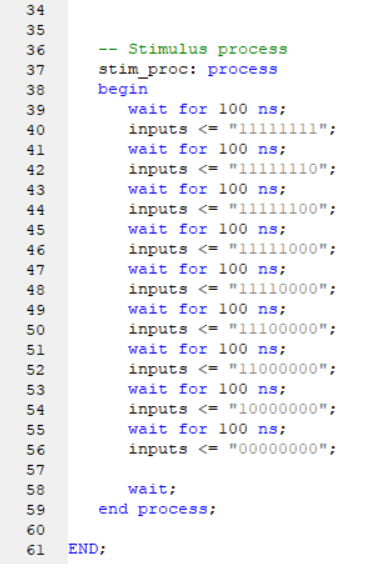 34
35
36 -- Stimulus process
37 stim_proc: process
38 begin
39 wait for 100 ns;
40 inputs <= "11111111";
41 wait for 100 ns;
42 inputs <= "11111110";
43 wait for 100 ns;
44 inputs <= "11111100";
45 wait for 100 ns;
46 inputs <= "11111000";
47 wait for 100 ns;
48 inputs <= "11110000";
49 wait for 100 ns;
50 inputs <= "11100000";
51 wait for 100 ns;
52 inputs <= "11000000";
53 wait for 100 ns;
54 inputs <= "10000000";
55 wait for 100 ns;
56 inputs <= "00000000";
57
58 wait;
59 end process;
60
61 END;